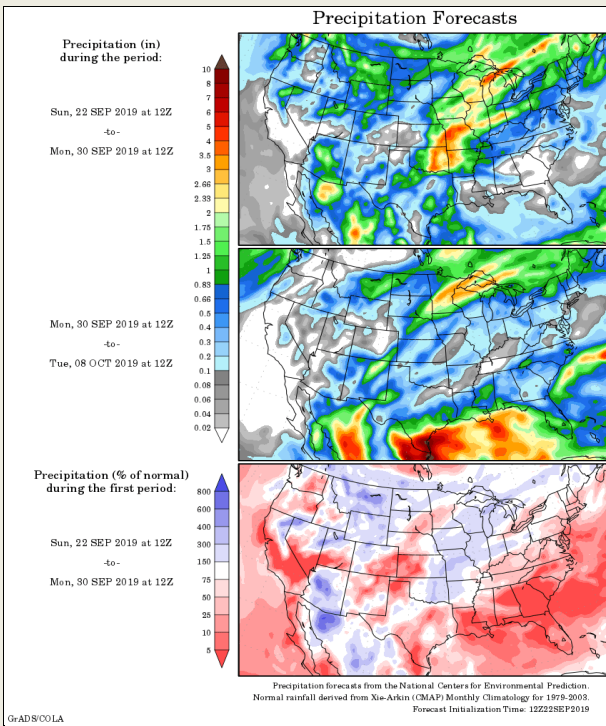 Precipitation Forecasts
Precipitation (in)
during the period:
Sun, 22 SEP 2019 at 12Z
-to-
Mon, 30 SEP 2019 at 12Z
10
8
7
6
5
4
3.5
3
2.66
2.33
2
1.75
1.5
1.25
1
0.83
0.66
0.5
0.4
0.3
0.2
0.1
0.08
0.06
0.04
0.02
Mon, 30 SEP 2019 at 12Z
-to-
Tue, 08 OCT 2019 at 12Z
Precipitation (% of normal)
during the first period:
Sun, 22 SEP 2019 at 12Z
-to-
Mon, 30 SEP 2019 at 12Z
800
600
400
300
150
75
50
25
10
5
Precipitation forecasts from the National Centers for Environmental Prediction.
Normal rainfall derived from Xie-Arkin (CMAP) Monthly Climatology for 1979-2003.
Forecast Initialization Time: 12Z22SEP2019
GrADS/COLA